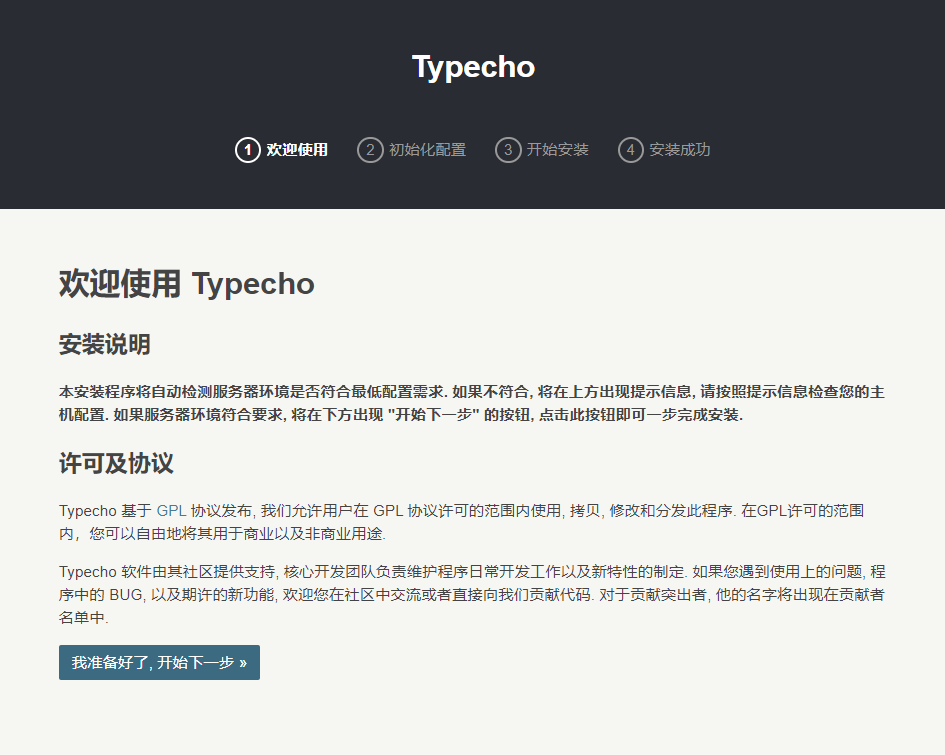 Typecho
1 欢迎使用 2 初始化配置 3 开始安装 4 安装成功
欢迎使用 Typecho
安装说明
本安装程序将自动检测服务器环境是否符合最低配置需求. 如果不符合, 将在上方出现提示信息, 请按照提示信息检查您的主
机配置. 如果服务器环境符合要求, 将在下方出现 "开始下一步" 的按钮, 点击此按钮即可一步完成安装.
许可及协议
Typecho 基于 GPL 协议发布, 我们允许用户在 GPL 协议许可的范围内使用, 拷贝, 修改和分发此程序. 在GPL许可的范围
内，您可以自由地将其用于商业以及非商业用途.
Typecho 软件由其社区提供支持, 核心开发团队负责维护程序日常开发工作以及新特性的制定. 如果您遇到使用上的问题, 程
序中的 BUG, 以及期许的新功能, 欢迎您在社区中交流或者直接向我们贡献代码. 对于贡献突出者, 他的名字将出现在贡献者
名单中.
我准备好了, 开始下一步 »